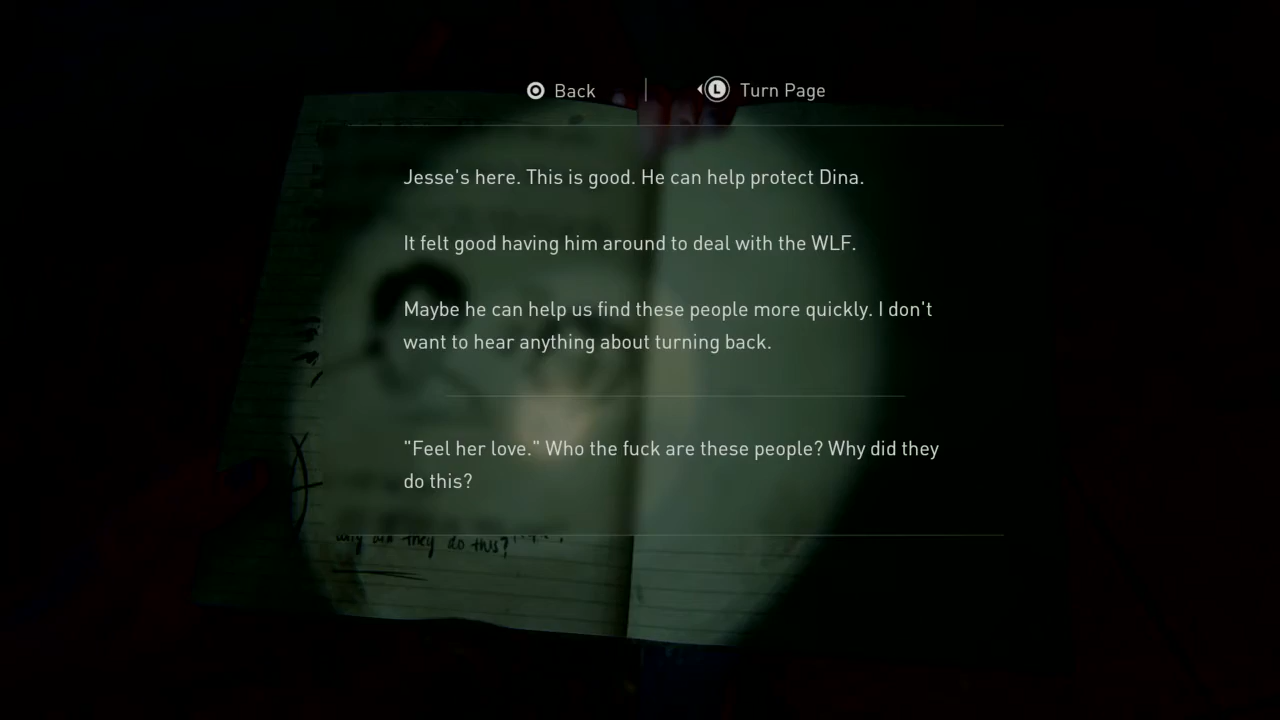 Back
L Turn Page
Jesse's here. This is good. He can help protect Dina.
It felt good having him around to deal with the WLF.
Maybe he can help us find these people more quickly. I don't
want to hear anything about turning back.
"Feel her love." Who the fuck are these people? Why did they
do this?
why did they do this?